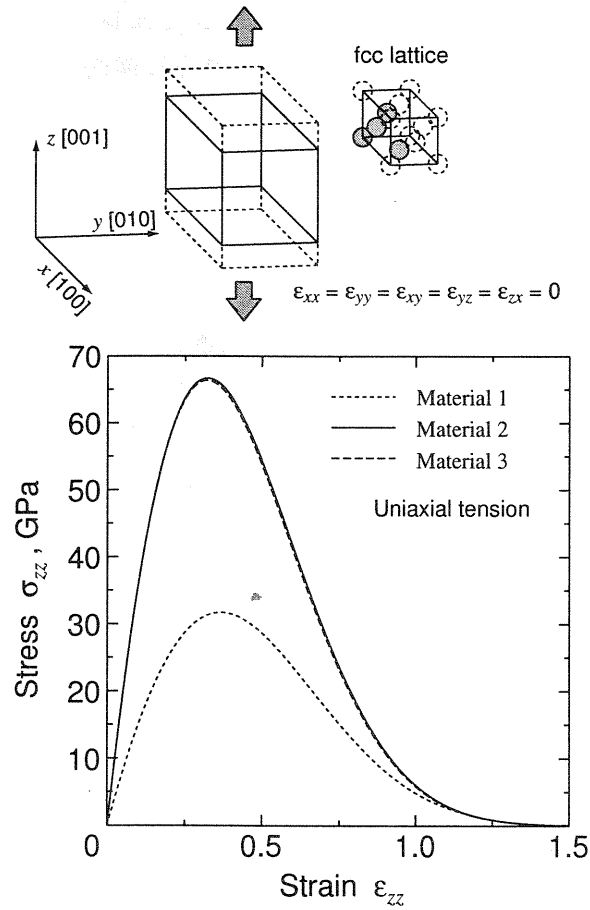 fcc lattice
z [001]
y [010]
x [100]
εxx = εyy = εxy = εyz = εzx = 0
70
60
50
40
30
20
10
0
0.5
1.0
1.5
Stress σzz , GPa
Strain εzz
Material 1
Material 2
Material 3
Uniaxial tension